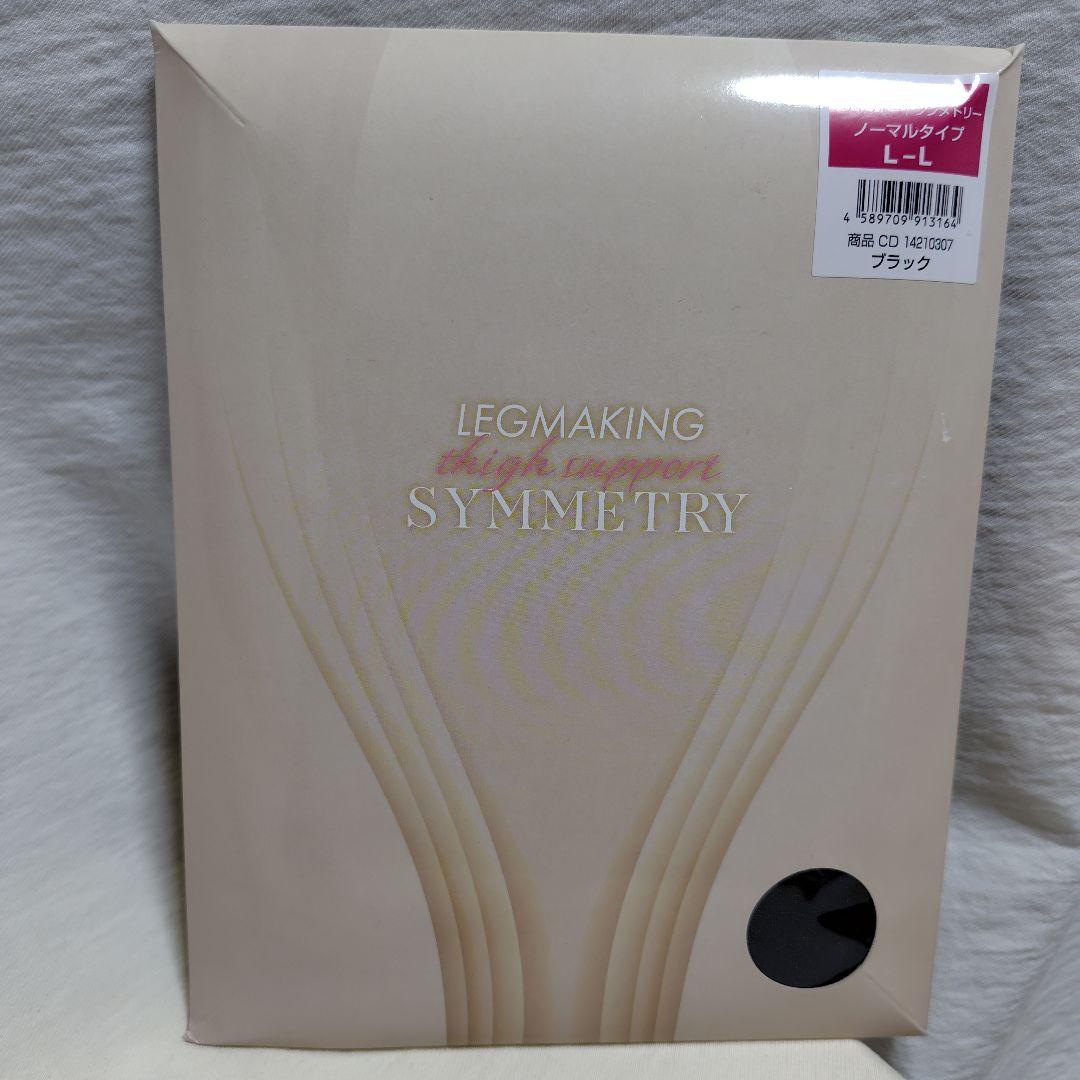 ノーマルタイプ
L-L
4 589709 913164
商品 CD 14210307
ブラック
LEGMAKING
thigh support
SYMMETRY